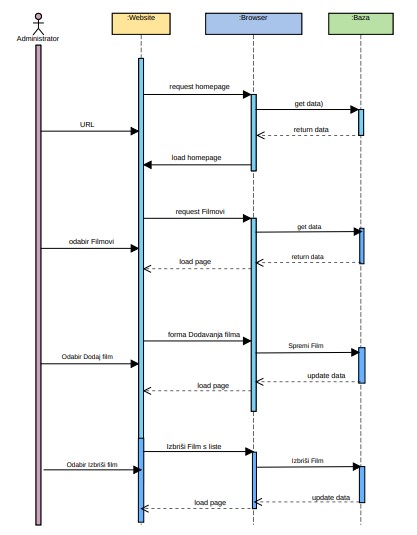 :Website
:Browser
:Baza
Administrator
request homepage
get data)
URL
return data
load homepage
request Filmovi
get data
odabir Filmovi
return data
load page
forma Dodavanja filma
Spremi Film
Odabir Dodaj film
update data
load page
Izbriši Film s liste
Izbriši Film
Odabir Izbriši film
update data
load page